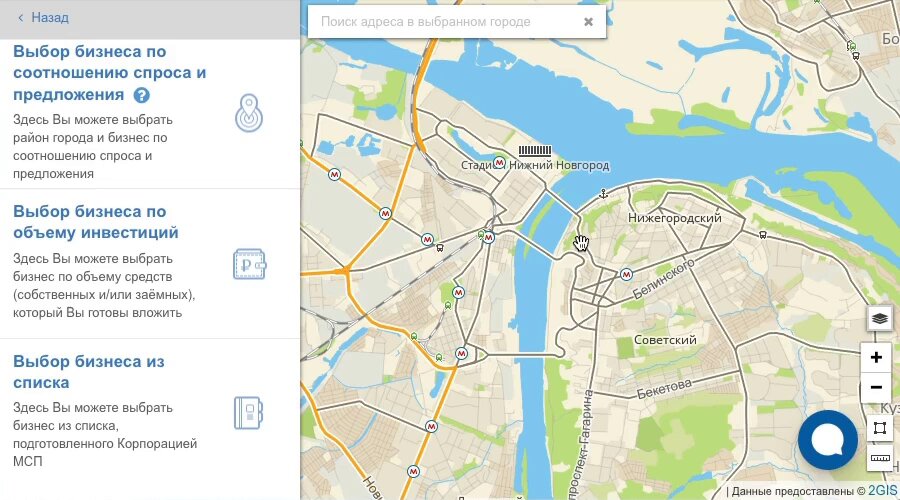 Назад
Выбор бизнеса по
соотношению спроса и
предложения ?
Здесь Вы можете выбрать
район города и бизнес по
соотношению спроса и
предложения
Выбор бизнеса по
объему инвестиций
Здесь Вы можете выбрать
бизнес по объему средств
(собственных и/или заёмных),
который Вы готовы вложить
Выбор бизнеса из
списка
Здесь Вы можете выбрать
бизнес из списка,
подготовленного Корпорацией
МСП
Поиск адреса в выбранном городе
Бо
Стадион Нижний Новгород
Нижегородский
Белинского
Советский
Бекетова
проспект Гагарина
Куз
Нов
| Данные предоставлены © 2GIS